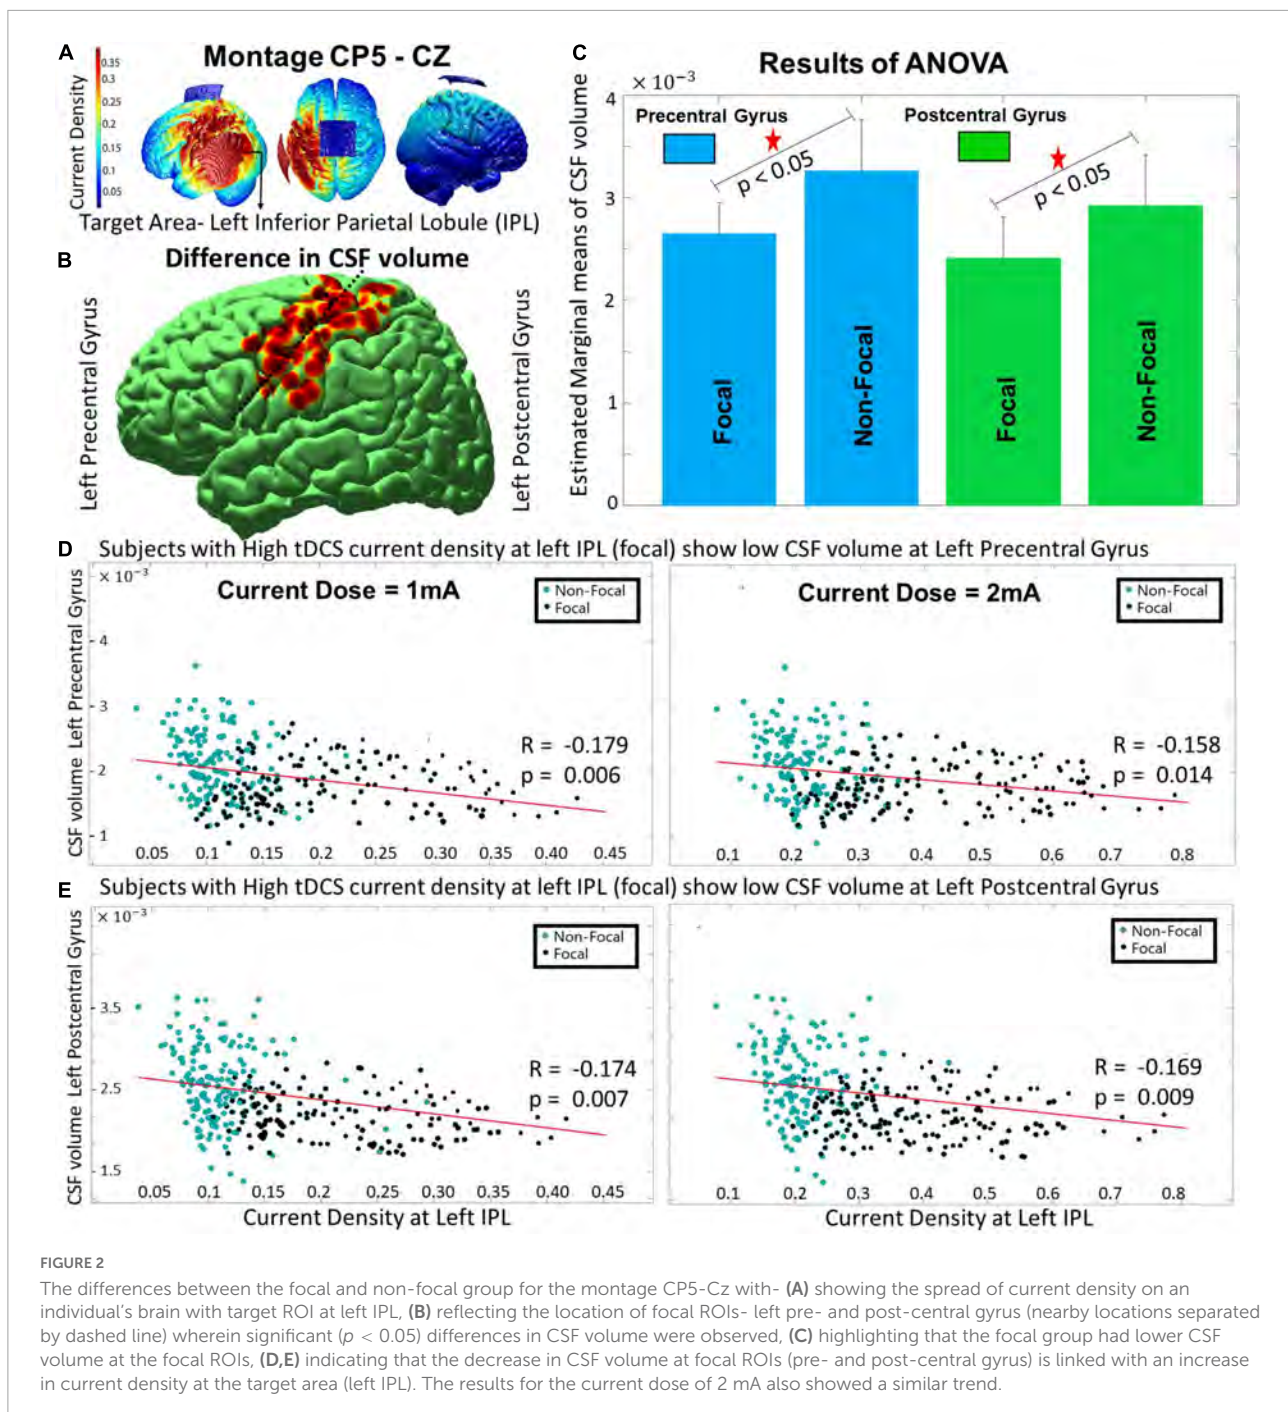 A
Montage CP5 - CZ
Current Density
0.35
0.3
0.25
0.2
0.15
0.1
0.05
Target Area- Left Inferior Parietal Lobule (IPL)
B
Difference in CSF volume
Left Precentral Gyrus
Left Postcentral Gyrus
C
Results of ANOVA
× 10⁻³
Estimated Marginal means of CSF volume
4
3
2
1
0
Precentral Gyrus
Postcentral Gyrus
p < 0.05
p < 0.05
Focal
Non-Focal
Focal
Non-Focal
D
Subjects with High tDCS current density at left IPL (focal) show low CSF volume at Left Precentral Gyrus
CSF volume Left Precentral Gyrus
× 10⁻³
Current Dose = 1mA
Non-Focal
Focal
4
3
2
1
R = -0.179
p = 0.006
0.05 0.1 0.15 0.2 0.25 0.30 0.35 0.40 0.45
Current Dose = 2mA
Non-Focal
Focal
R = -0.158
p = 0.014
0.1 0.2 0.3 0.4 0.5 0.6 0.7 0.8
E
Subjects with High tDCS current density at left IPL (focal) show low CSF volume at Left Postcentral Gyrus
CSF volume Left Postcentral Gyrus
× 10⁻³
Non-Focal
Focal
3.5
2.5
1.5
R = -0.174
p = 0.007
0.05 0.1 0.15 0.2 0.25 0.30 0.35 0.40 0.45
Current Density at Left IPL
Non-Focal
Focal
R = -0.169
p = 0.009
0.1 0.2 0.3 0.4 0.5 0.6 0.7 0.8
Current Density at Left IPL
FIGURE 2
The differences between the focal and non-focal group for the montage CP5-Cz with- (A) showing the spread of current density on an
individual's brain with target ROI at left IPL, (B) reflecting the location of focal ROIs- left pre- and post-central gyrus (nearby locations separated
by dashed line) wherein significant (p < 0.05) differences in CSF volume were observed, (C) highlighting that the focal group had lower CSF
volume at the focal ROIs, (D,E) indicating that the decrease in CSF volume at focal ROIs (pre- and post-central gyrus) is linked with an increase
in current density at the target area (left IPL). The results for the current dose of 2 mA also showed a similar trend.